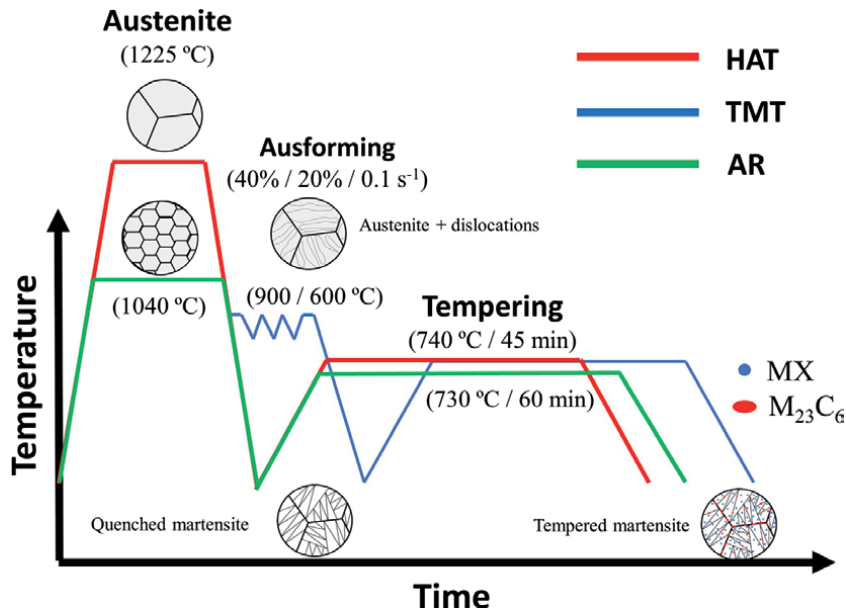 Austenite
(1225 ºC)
HAT
TMT
AR
Ausforming
(40% / 20% / 0.1 s⁻¹)
Austenite + dislocations
(1040 ºC)
(900 / 600 ºC)
Tempering
(740 ºC / 45 min)
(730 ºC / 60 min)
MX
M₂₃C₆
Temperature
Quenched martensite
Tempered martensite
Time